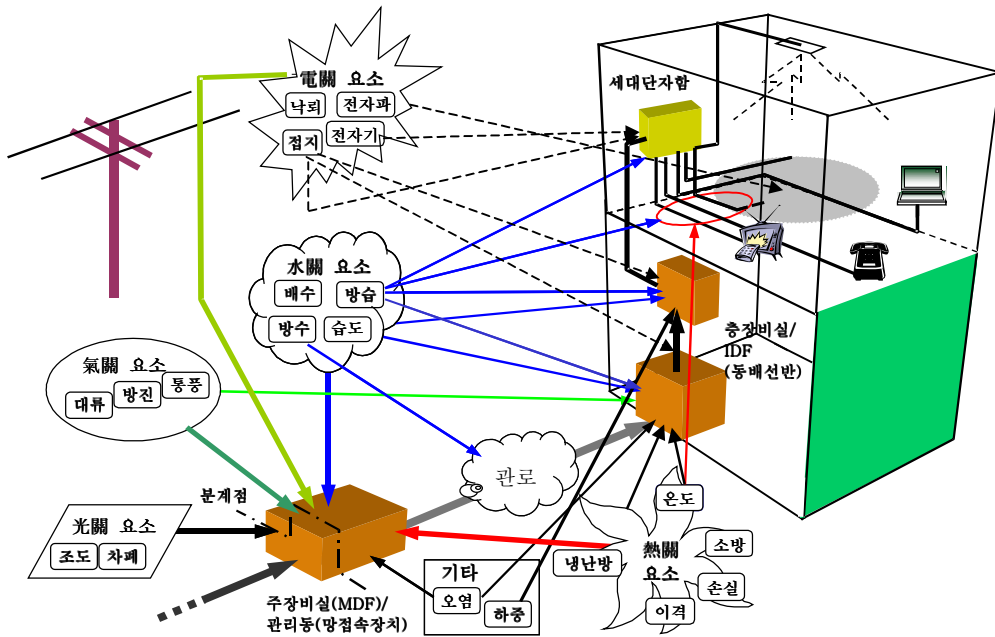 電關 요소
낙뢰
전자파
접지
전자기
세대단자함
水關 요소
배수
방습
방수
습도
층장비실/
IDF
(동배선반)
氣關 요소
대류
방진
통풍
관로
분계점
光關 요소
조도
차폐
온도
熱關
요소
냉난방
소방
손실
이격
기타
오염
하중
주장비실(MDF)/
관리동(망접속장치)